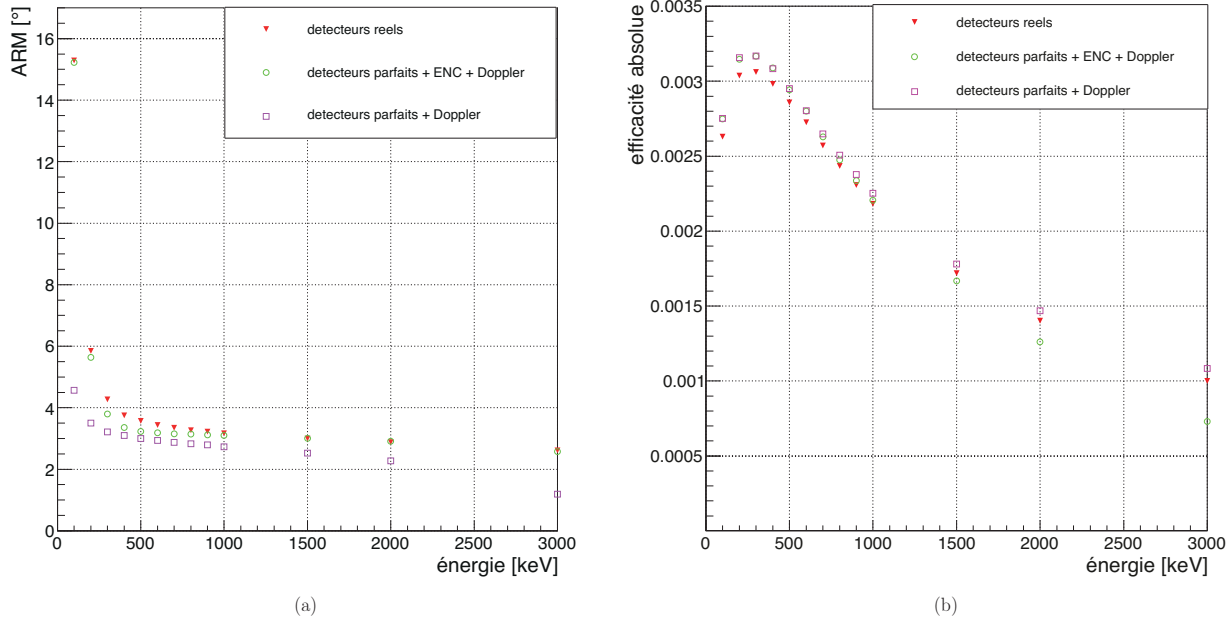 ARM [°]
16
14
12
10
8
6
4
2
0
0 500 1000 1500 2000 2500 3000
énergie [keV]
detecteurs reels
detecteurs parfaits + ENC + Doppler
detecteurs parfaits + Doppler
(a)
efficacité absolue
0.0035
0.003
0.0025
0.002
0.0015
0.001
0.0005
0 500 1000 1500 2000 2500 3000
énergie [keV]
detecteurs reels
detecteurs parfaits + ENC + Doppler
detecteurs parfaits + Doppler
(b)